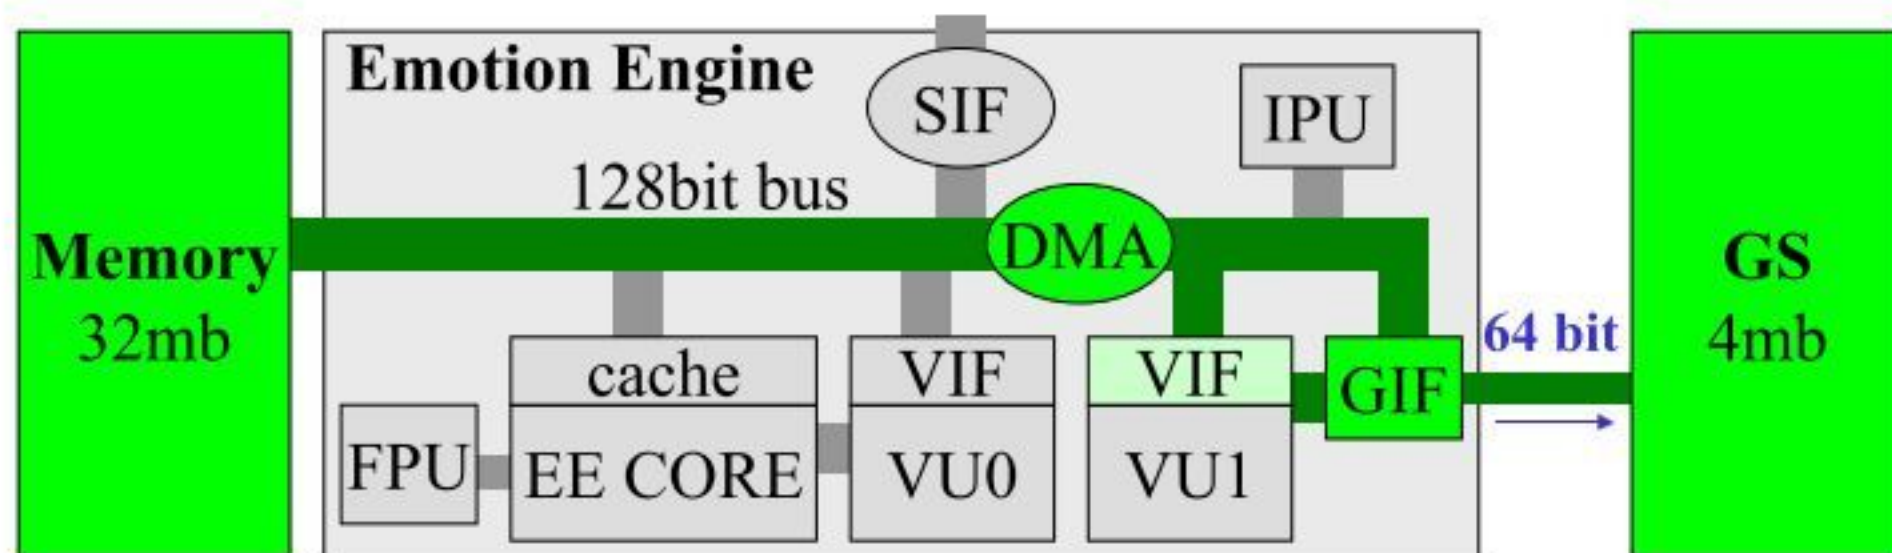 Emotion Engine
SIF
IPU
128bit bus
Memory
32mb
DMA
GS
4mb
64 bit
cache
VIF
VIF
GIF
FPU
EE CORE
VU0
VU1